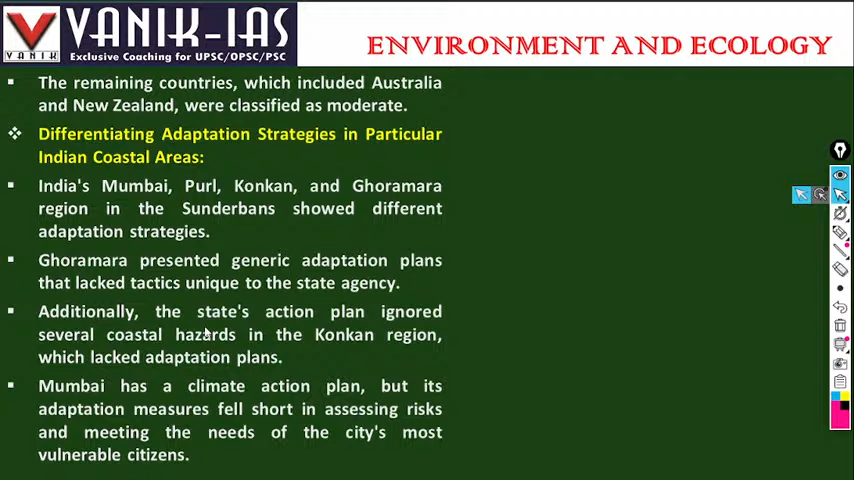 VANIK-IAS
VANIK
Exclusive Coaching for UPSC/OPSC/PSC
ENVIRONMENT AND ECOLOGY
▪ The remaining countries, which included Australia
and New Zealand, were classified as moderate.
❖ Differentiating Adaptation Strategies in Particular
Indian Coastal Areas:
▪ India's Mumbai, Purl, Konkan, and Ghoramara
region in the Sunderbans showed different
adaptation strategies.
▪ Ghoramara presented generic adaptation plans
that lacked tactics unique to the state agency.
▪ Additionally, the state's action plan ignored
several coastal hazards in the Konkan region,
which lacked adaptation plans.
▪ Mumbai has a climate action plan, but its
adaptation measures fell short in assessing risks
and meeting the needs of the city's most
vulnerable citizens.